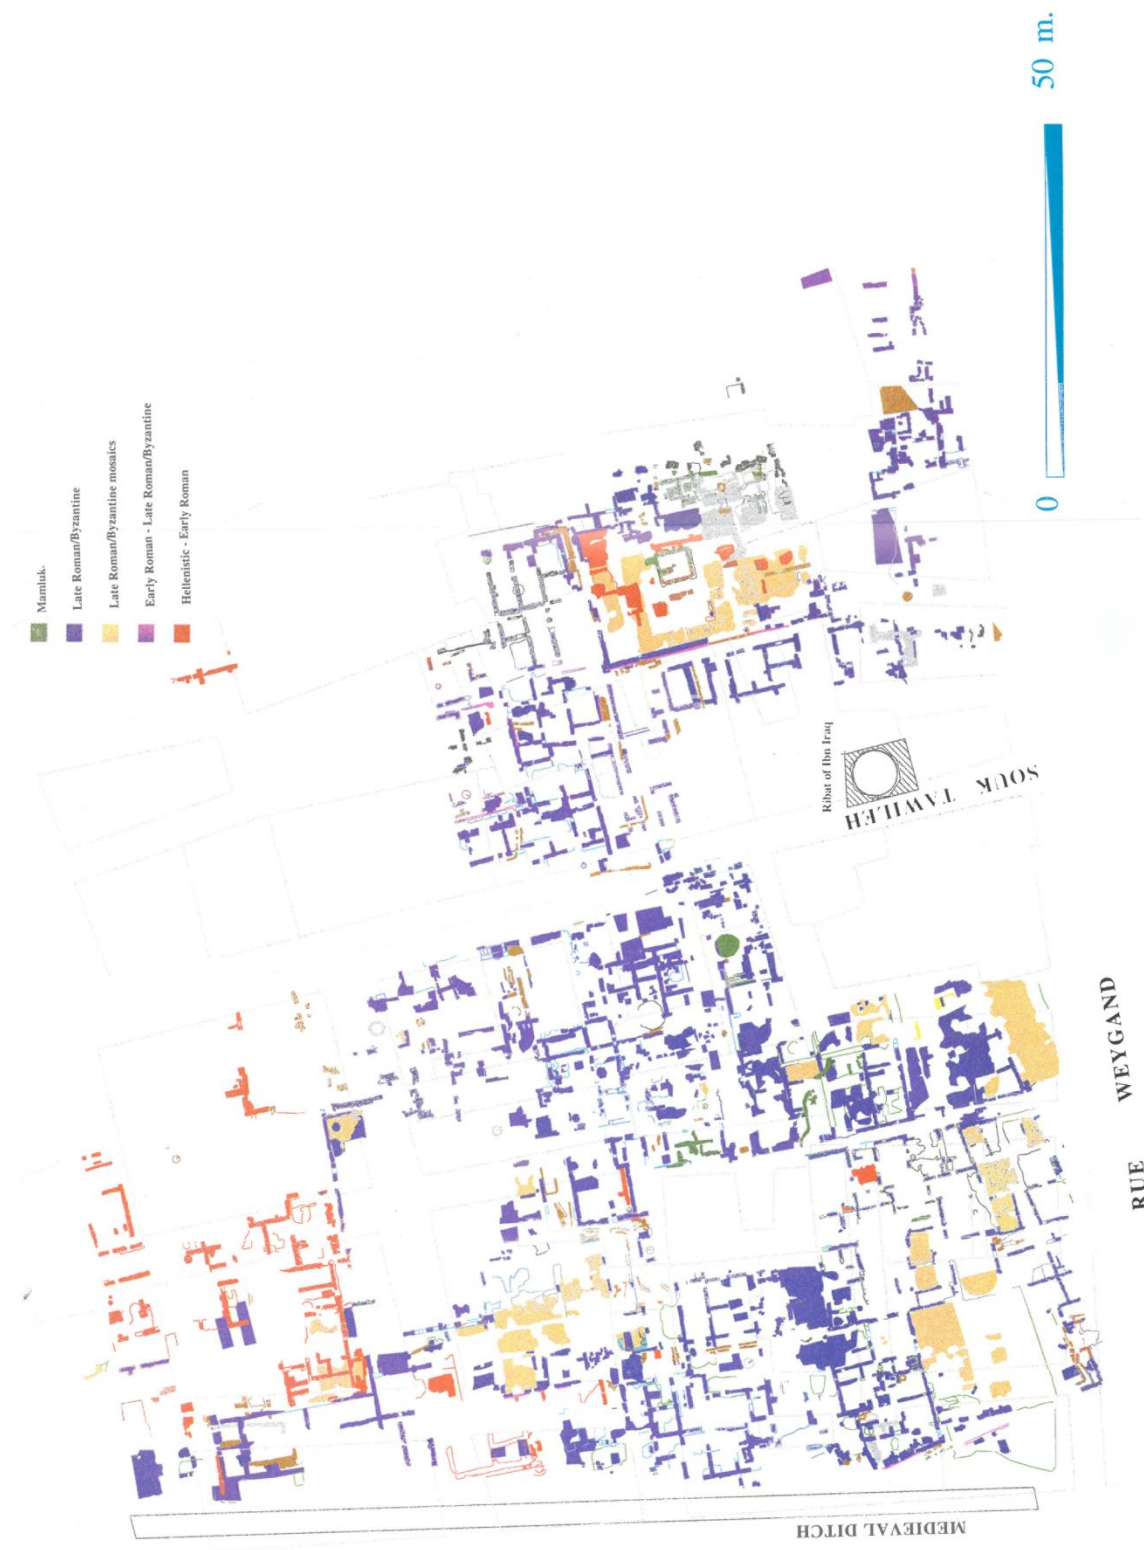 Mamluk.
Late Roman/Byzantine
Late Roman/Byzantine mosaics
Early Roman - Late Roman/Byzantine
Hellenistic - Early Roman
0 50 m.
Ribat of Ibn Iraq
SOUK TAWILEH
RUE WEYGAND
MEDIEVAL DITCH